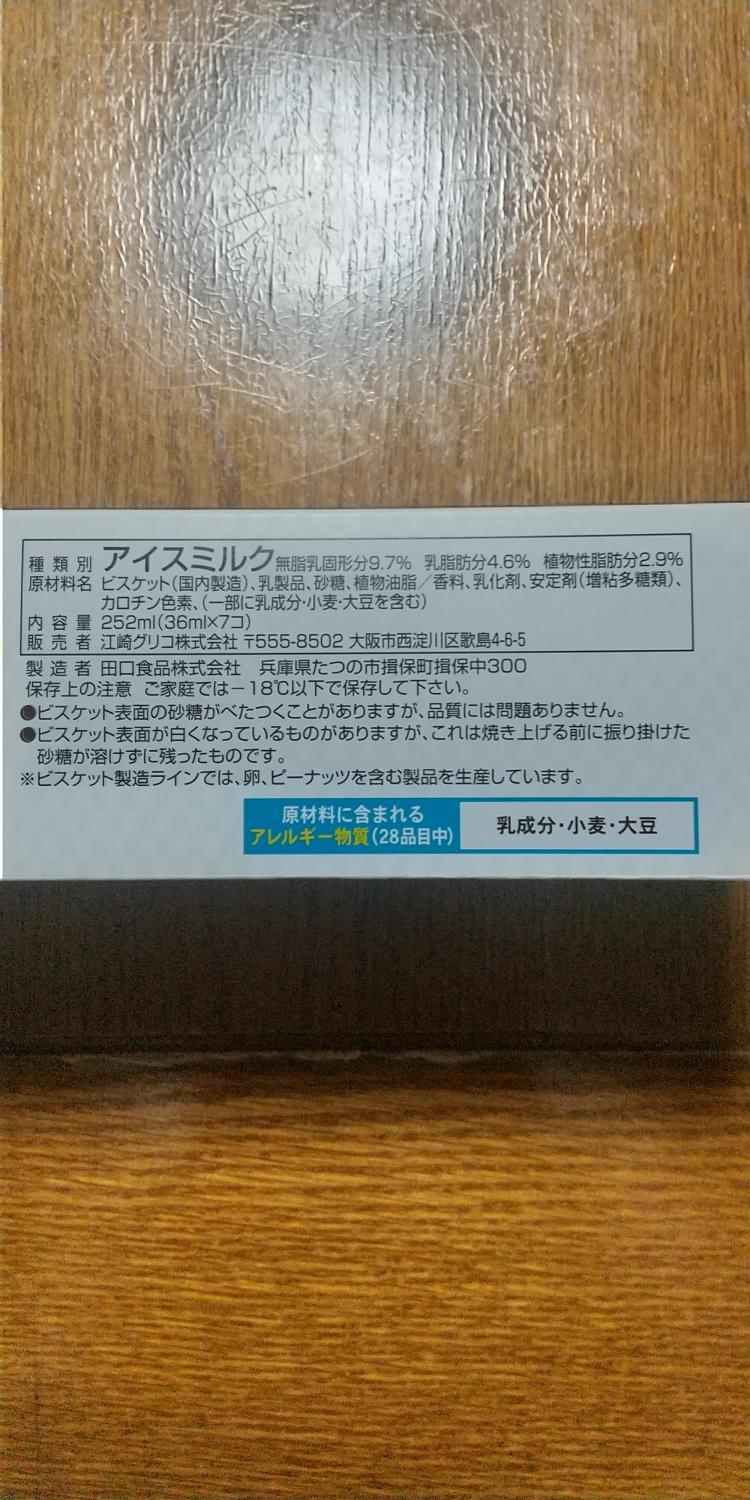 種類別 アイスミルク 無脂乳固形分9.7% 乳脂肪分4.6% 植物性脂肪分2.9%
原材料名 ビスケット(国内製造)、乳製品、砂糖、植物油脂／香料、乳化剤、安定剤(増粘多糖類)、
カロチン色素、(一部に乳成分・小麦・大豆を含む)
内容量 252ml(36ml×7コ)
販売者 江崎グリコ株式会社 〒555-8502 大阪市西淀川区歌島4-6-5
製造者 田口食品株式会社 兵庫県たつの市揖保町揖保中300
保存上の注意 ご家庭では－18℃以下で保存して下さい。
●ビスケット表面の砂糖がべたつくことがありますが、品質には問題ありません。
●ビスケット表面が白くなっているものがありますが、これは焼き上げる前に振り掛けた
砂糖が溶けずに残ったものです。
※ビスケット製造ラインでは、卵、ピーナッツを含む製品を生産しています。
原材料に含まれる
アレルギー物質(28品目中)
乳成分・小麦・大豆